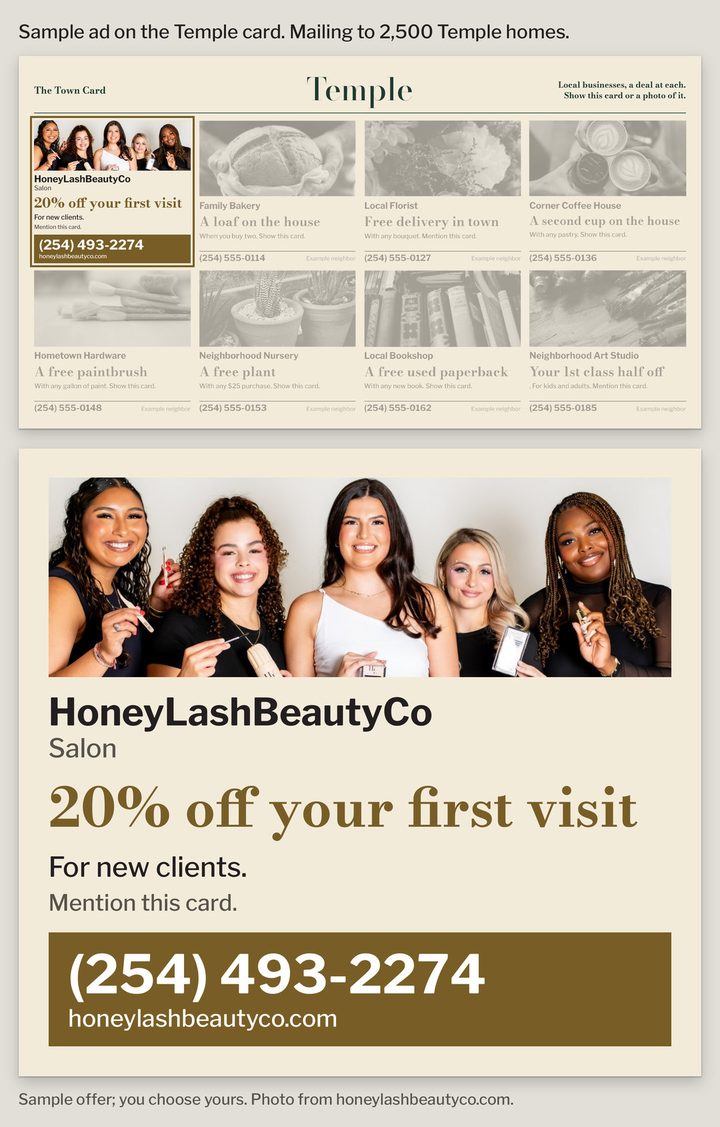 Sample ad on the Temple card. Mailing to 2,500 Temple homes.
The Town Card
Temple
Local businesses, a deal at each.
Show this card or a photo of it.
HoneyLashBeautyCo
Salon
20% off your first visit
For new clients.
Mention this card.
(254) 493-2274
honeylashbeautyco.com
Family Bakery
A loaf on the house
When you buy two. Show this card.
(254) 555-0114
Example neighbor
Local Florist
Free delivery in town
With any bouquet. Mention this card.
(254) 555-0127
Example neighbor
Corner Coffee House
A second cup on the house
With any pastry. Show this card.
(254) 555-0136
Example neighbor
Hometown Hardware
A free paintbrush
With any gallon of paint. Show this card.
(254) 555-0148
Example neighbor
Neighborhood Nursery
A free plant
With any $25 purchase. Show this card.
(254) 555-0153
Example neighbor
Local Bookshop
A free used paperback
With any new book. Show this card.
(254) 555-0162
Example neighbor
Neighborhood Art Studio
Your 1st class half off
For kids and adults. Mention this card.
(254) 555-0185
Example neighbor
HoneyLashBeautyCo
Salon
20% off your first visit
For new clients.
Mention this card.
(254) 493-2274
honeylashbeautyco.com
Sample offer; you choose yours. Photo from honeylashbeautyco.com.